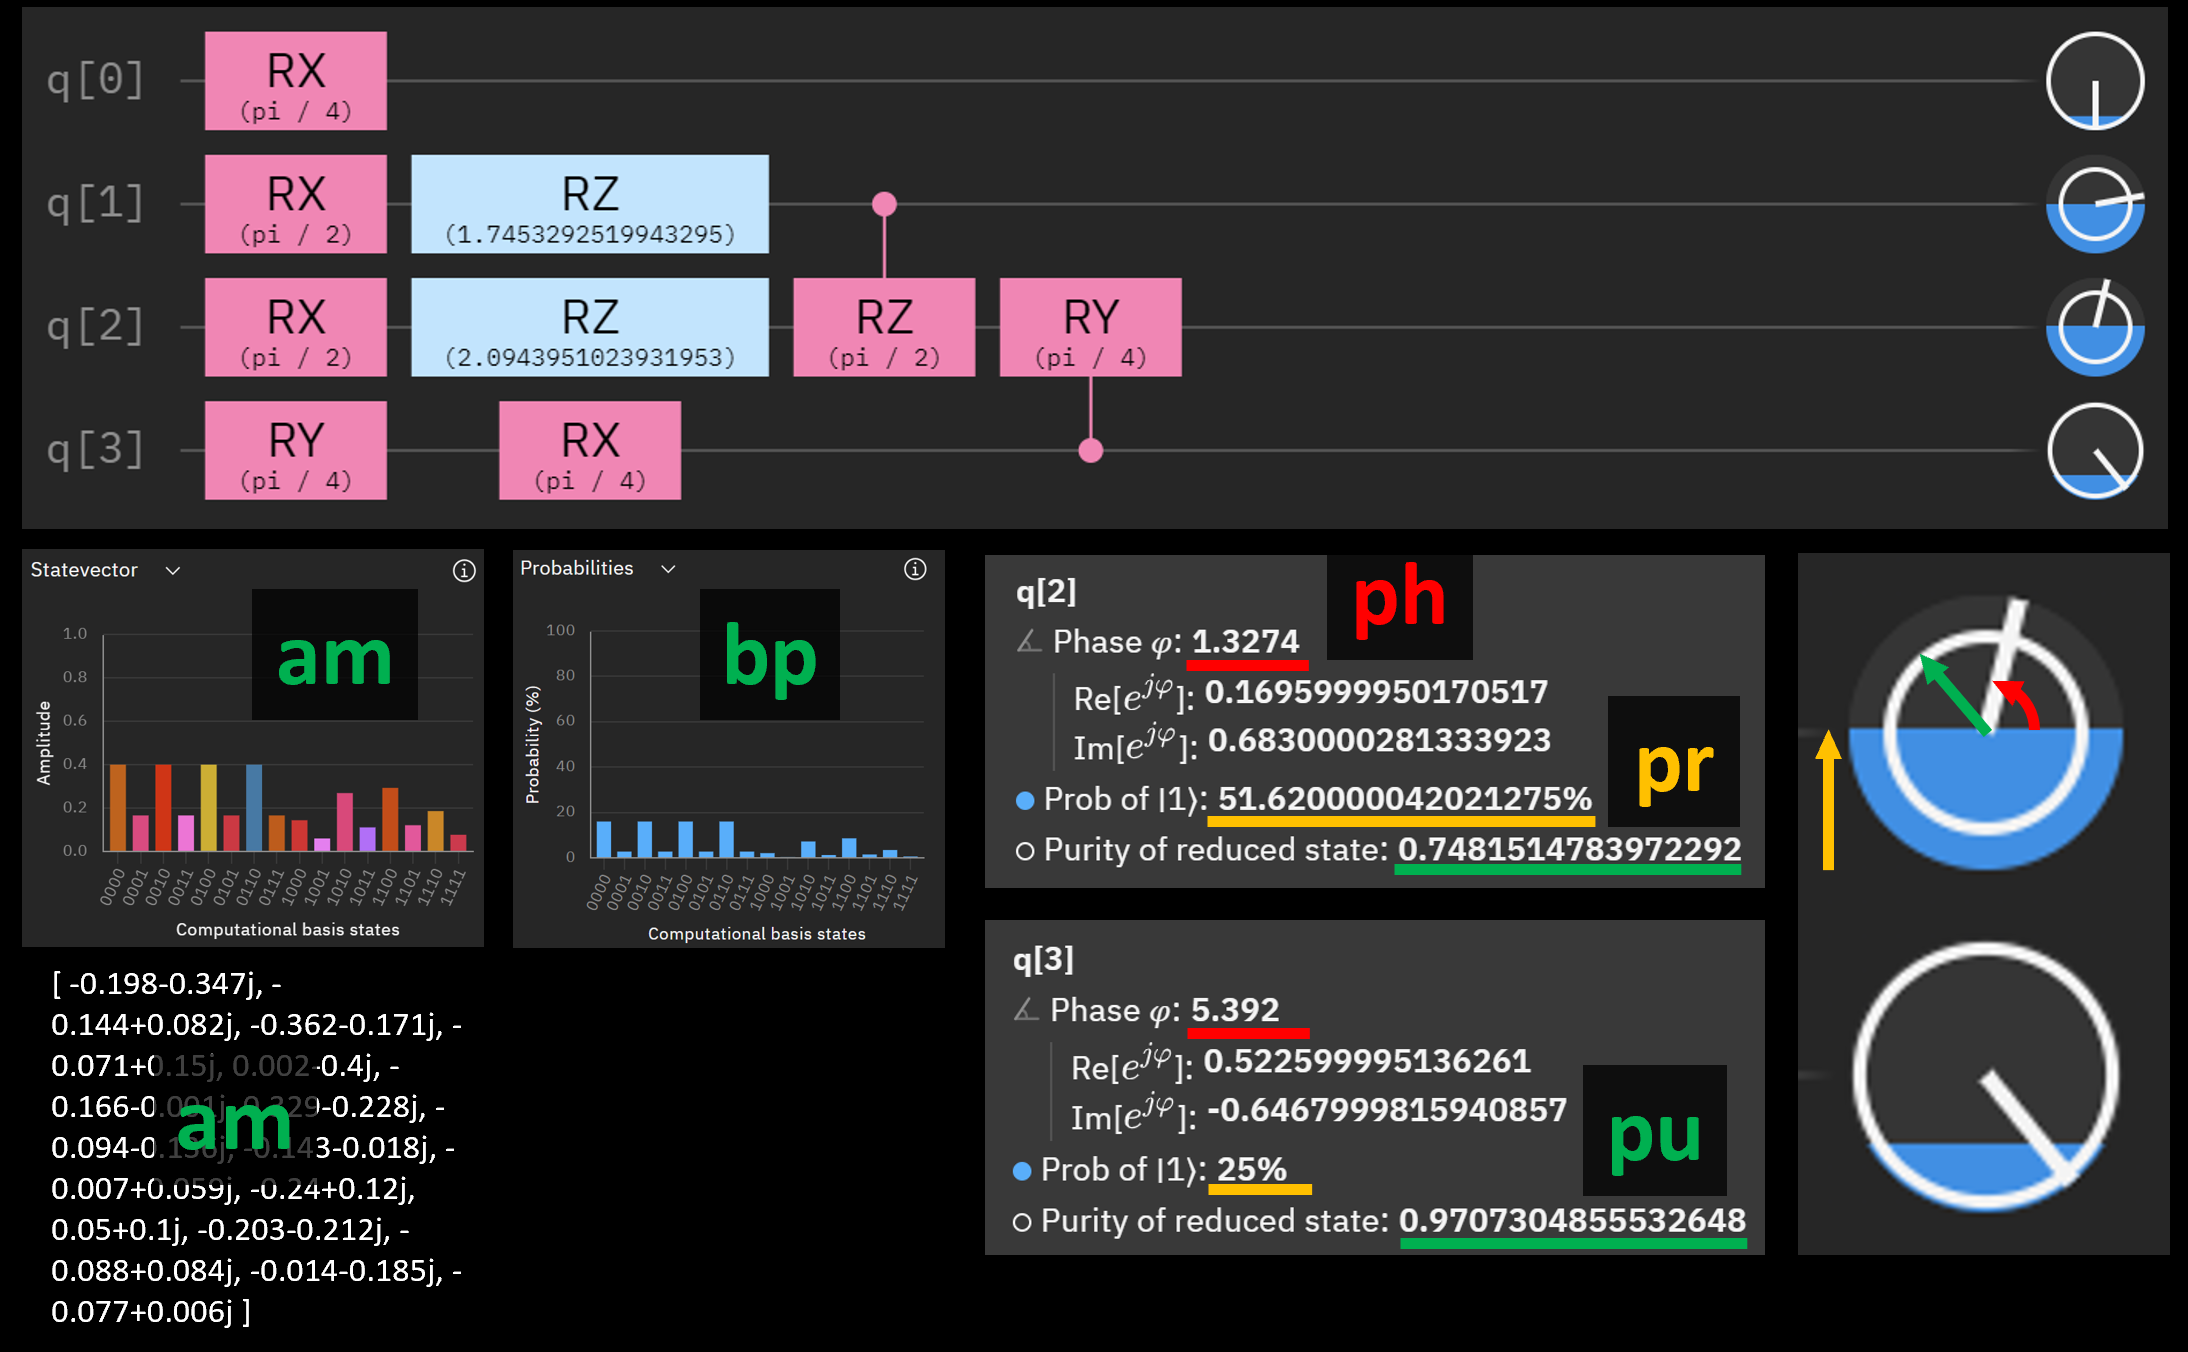 q[0]
RX
(pi / 4)
q[1]
RX
(pi / 2)
RZ
(1.7453292519943295)
q[2]
RX
(pi / 2)
RZ
(2.0943951023931953)
RZ
(pi / 2)
RY
(pi / 4)
q[3]
RY
(pi / 4)
RX
(pi / 4)
Statevector
am
1.0
0.8
0.6
0.4
0.2
0.0
Amplitude
0000
0001
0010
0011
0100
0101
0110
0111
1000
1001
1010
1011
1100
1101
1110
1111
Computational basis states
[ -0.198-0.347j, -
0.144+0.082j, -0.362-0.171j, -
0.071+0.15j, 0.002-0.4j, -
0.166-0.091j, 0.329-0.228j, -
am
0.094-0.138j, -0.143-0.018j, -
0.007+0.059j, -0.24+0.12j,
0.05+0.1j, -0.203-0.212j, -
0.088+0.084j, -0.014-0.185j, -
0.077+0.006j ]
Probabilities
bp
100
80
60
40
20
0
Probability (%)
0000
0001
0010
0011
0100
0101
0110
0111
1000
1001
1010
1011
1100
1101
1110
1111
Computational basis states
q[2]
ph
Phase φ: 1.3274
Re[e^jφ]: 0.1695999950170517
Im[e^jφ]: 0.6830000281333923
pr
Prob of |1⟩: 51.620000042021275%
Purity of reduced state: 0.7481514783972292
q[3]
Phase φ: 5.392
Re[e^jφ]: 0.522599995136261
Im[e^jφ]: -0.6467999815940857
pu
Prob of |1⟩: 25%
Purity of reduced state: 0.9707304855532648